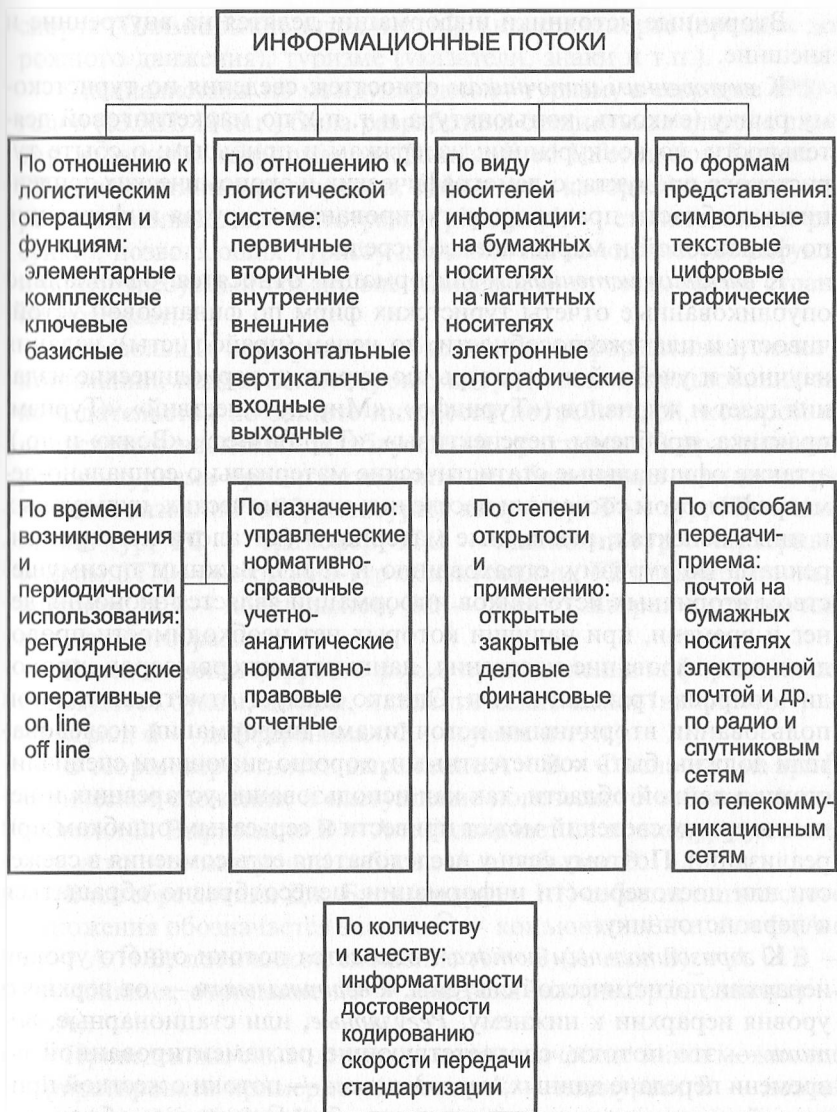 ИНФОРМАЦИОННЫЕ ПОТОКИ
По отношению к
логистическим
операциям и
функциям:
элементарные
комплексные
ключевые
базисные
По отношению к
логистической
системе:
первичные
вторичные
внутренние
внешние
горизонтальные
вертикальные
входные
выходные
По виду
носителей
информации:
на бумажных
носителях
на магнитных
носителях
электронные
голографические
По формам
представления:
символьные
текстовые
цифровые
графические
По времени
возникновения
и
периодичности
использования:
регулярные
периодические
оперативные
on line
off line
По назначению:
управленческие
нормативно-
справочные
учетно-
аналитические
нормативно-
правовые
отчетные
По степени
открытости
и
применению:
открытые
закрытые
деловые
финансовые
По способам
передачи-
приема:
почтой на
бумажных
носителях
электронной
почтой и др.
по радио и
спутниковым
сетям
по телекомму-
никационным
сетям
По количеству
и качеству:
информативности
достоверности
кодированию
скорости передачи
стандартизации